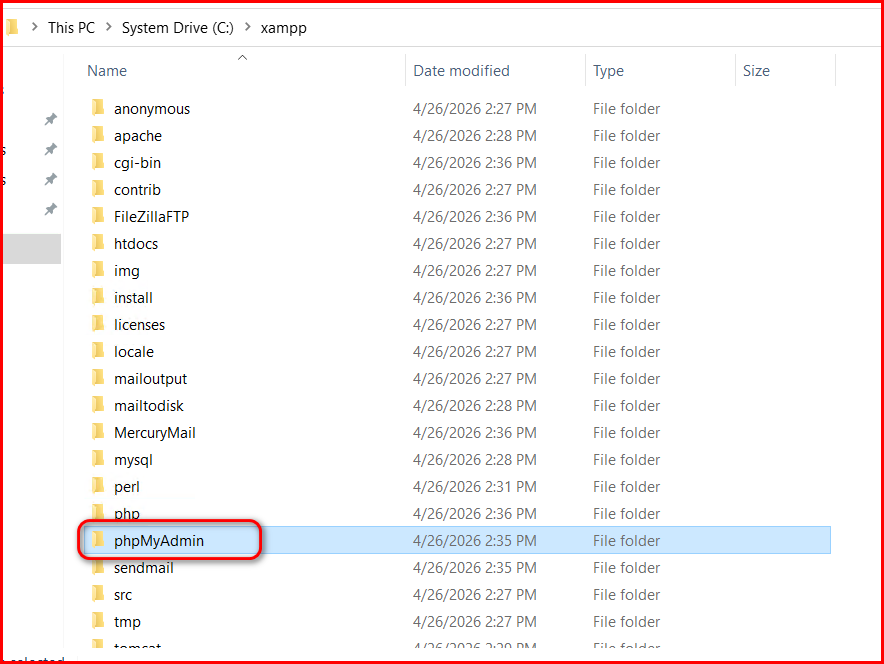 This PC > System Drive (C:) > xampp
Name Date modified Type Size
anonymous 4/26/2026 2:27 PM File folder
apache 4/26/2026 2:28 PM File folder
cgi-bin 4/26/2026 2:36 PM File folder
contrib 4/26/2026 2:27 PM File folder
FileZillaFTP 4/26/2026 2:36 PM File folder
htdocs 4/26/2026 2:27 PM File folder
img 4/26/2026 2:27 PM File folder
install 4/26/2026 2:36 PM File folder
licenses 4/26/2026 2:27 PM File folder
locale 4/26/2026 2:27 PM File folder
mailoutput 4/26/2026 2:27 PM File folder
mailtodisk 4/26/2026 2:28 PM File folder
MercuryMail 4/26/2026 2:36 PM File folder
mysql 4/26/2026 2:28 PM File folder
perl 4/26/2026 2:31 PM File folder
php 4/26/2026 2:36 PM File folder
phpMyAdmin 4/26/2026 2:35 PM File folder
sendmail 4/26/2026 2:35 PM File folder
src 4/26/2026 2:27 PM File folder
tmp 4/26/2026 2:27 PM File folder
tomcat 4/26/2026 2:29 PM File folder